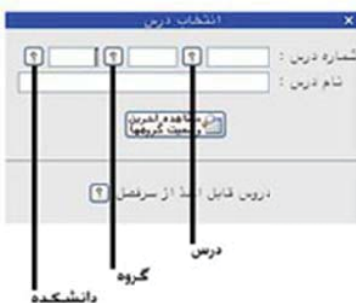 انتخاب درس
شماره درس :
؟ ؟ ؟
نام درس :
مشاهده آخرین
وضعیت گروهها
دروس قابل اخذ از سرفصل ؟
درس
گروه
دانشکده